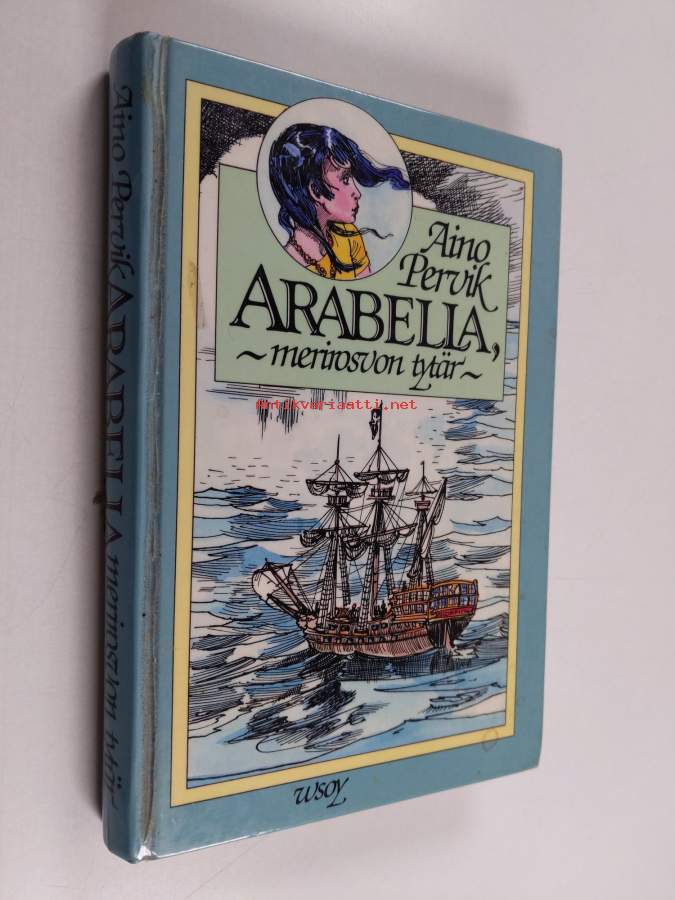 Aino Pervik ARABELLA merirosvon tytär
Aino
Pervik
ARABELLA,
~ merirosvon tytär ~
Antikvariaatti.net
WSOY